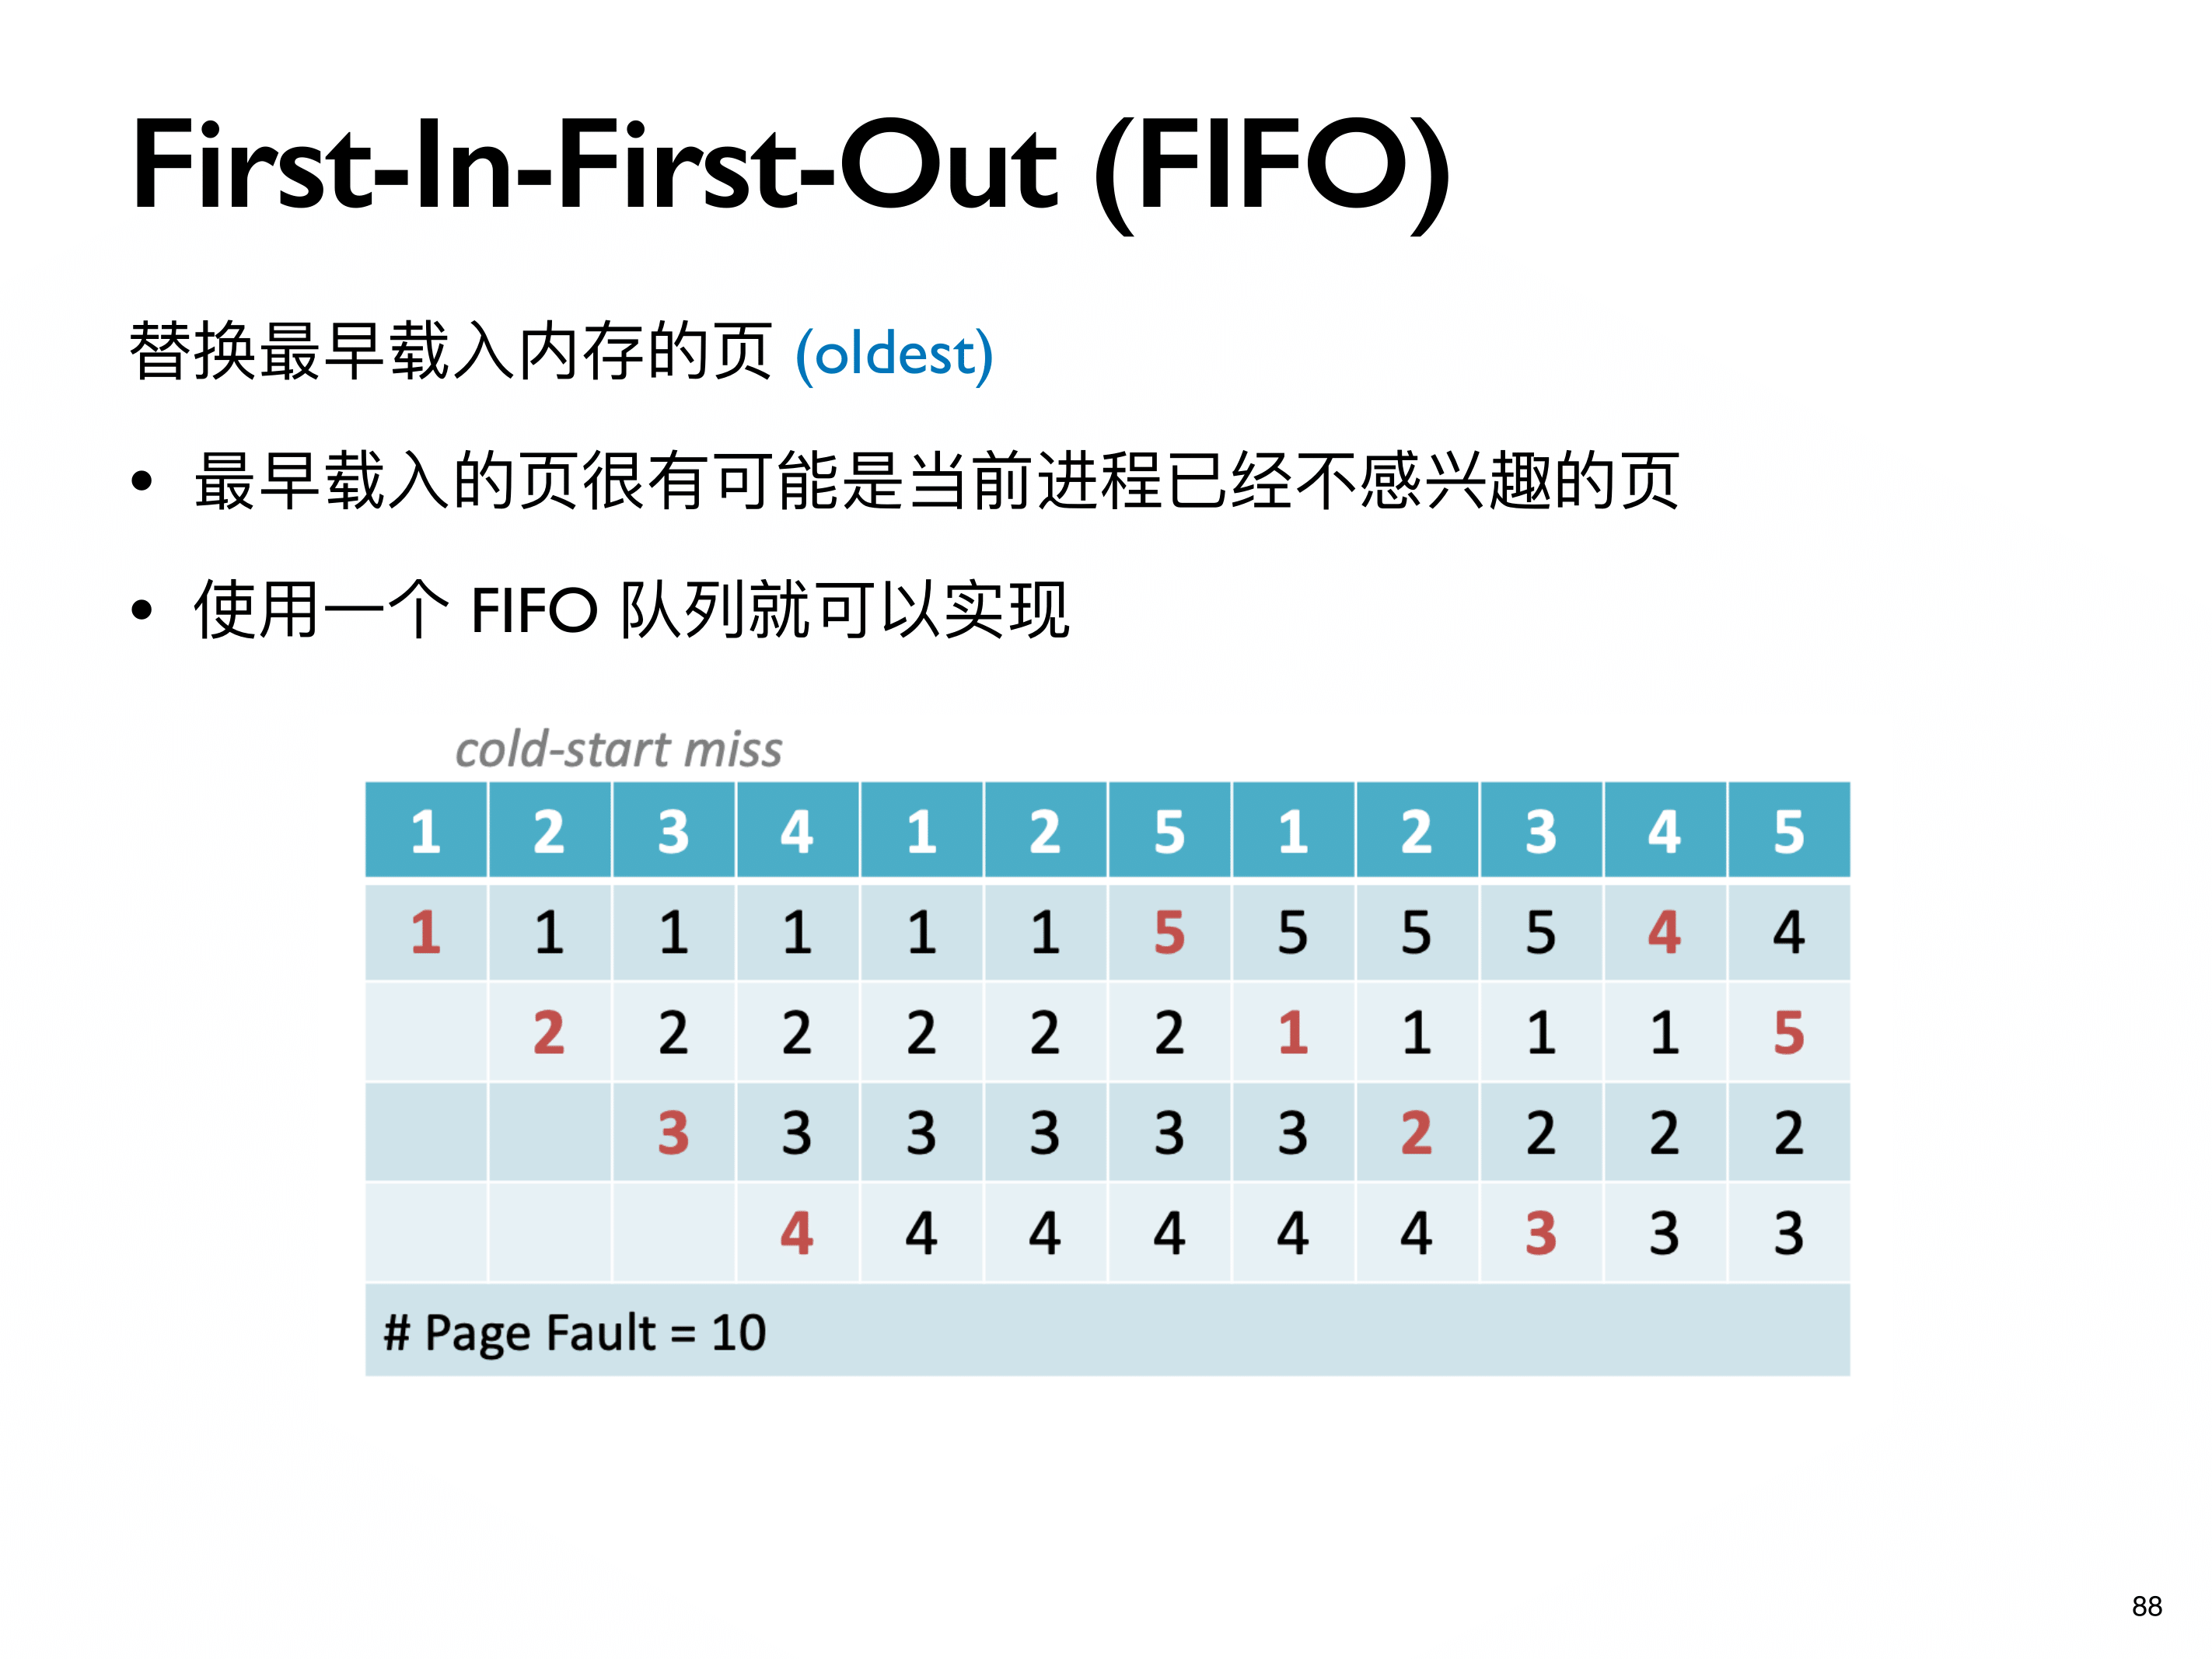 First-In-First-Out (FIFO)
替换最早载入内存的页 (oldest)
• 最早载入的页很有可能是当前进程已经不感兴趣的页
• 使用一个 FIFO 队列就可以实现
cold-start miss
1 2 3 4 1 2 5 1 2 3 4 5
1 1 1 1 1 1 5 5 5 5 4 4
2 2 2 2 2 2 1 1 1 1 5
3 3 3 3 3 3 2 2 2 2
4 4 4 4 4 4 3 3 3
# Page Fault = 10
88